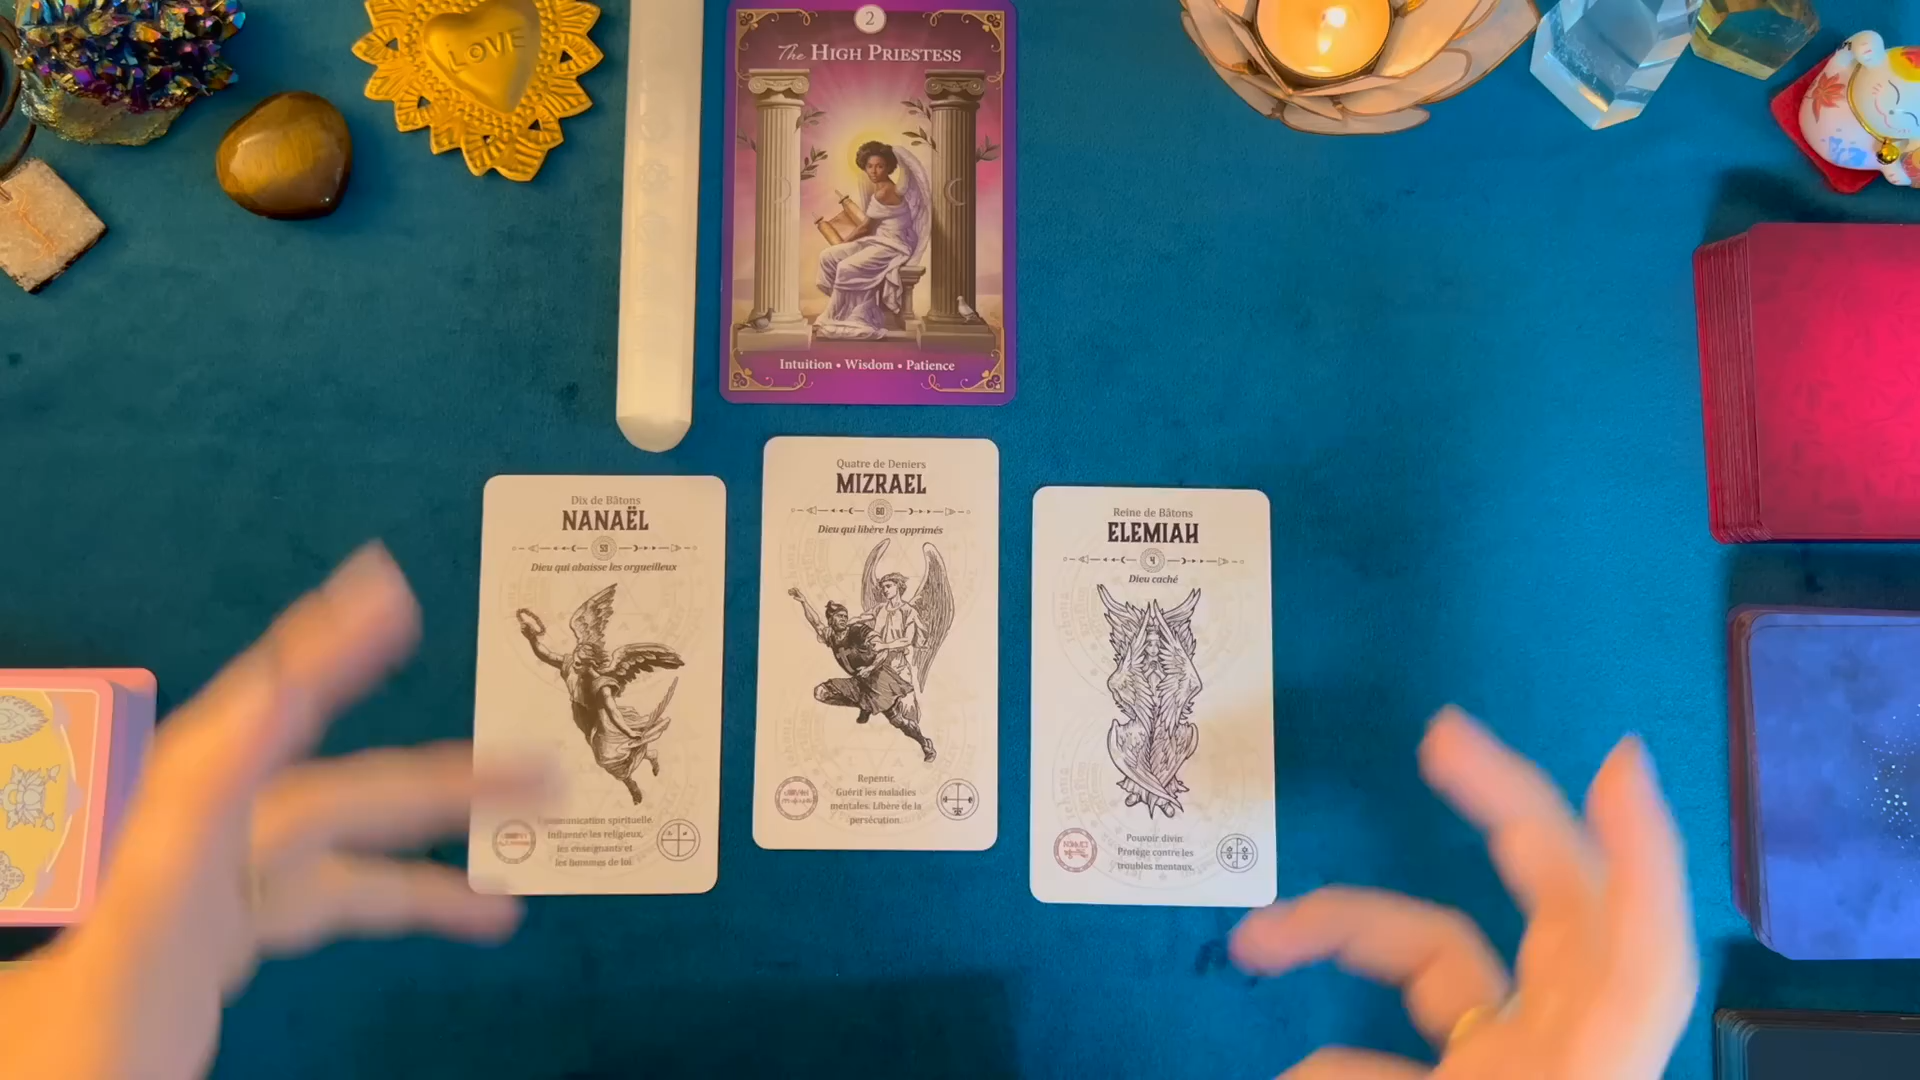 LOVE
2
The HIGH PRIESTESS
Intuition • Wisdom • Patience
Dix de Bâtons
NANAËL
53
Dieu qui abaisse les orgueilleux
Influence les religieux,
les enseignants et
les hommes de loi.
Quatre de Deniers
MIZRAEL
60
Dieu qui libère les opprimés
Repentir.
Guérit les maladies
mentales. Libère de la
persécution.
Reine de Bâtons
ELEMIAH
4
Dieu caché
Pouvoir divin.
Protège contre les
troubles mentaux.